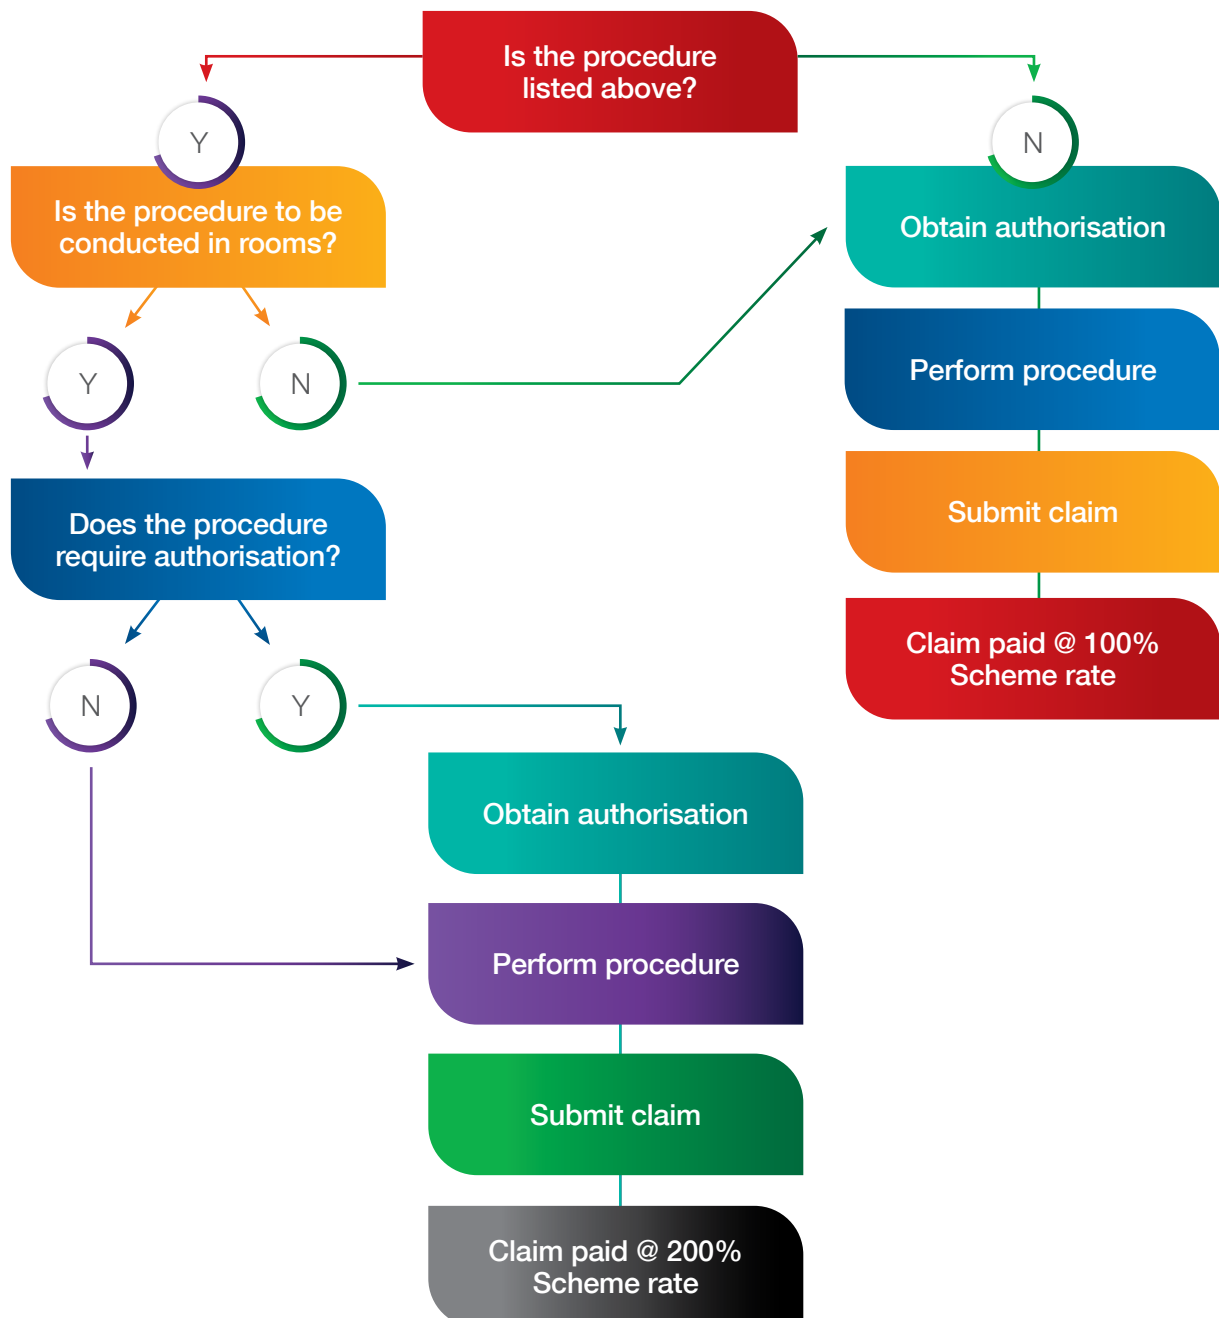 Is the procedure
listed above?
Y
N
Is the procedure to be
conducted in rooms?
Obtain authorisation
Y
N
Perform procedure
Submit claim
Does the procedure
require authorisation?
Claim paid @ 100%
Scheme rate
N
Y
Obtain authorisation
Perform procedure
Submit claim
Claim paid @ 200%
Scheme rate